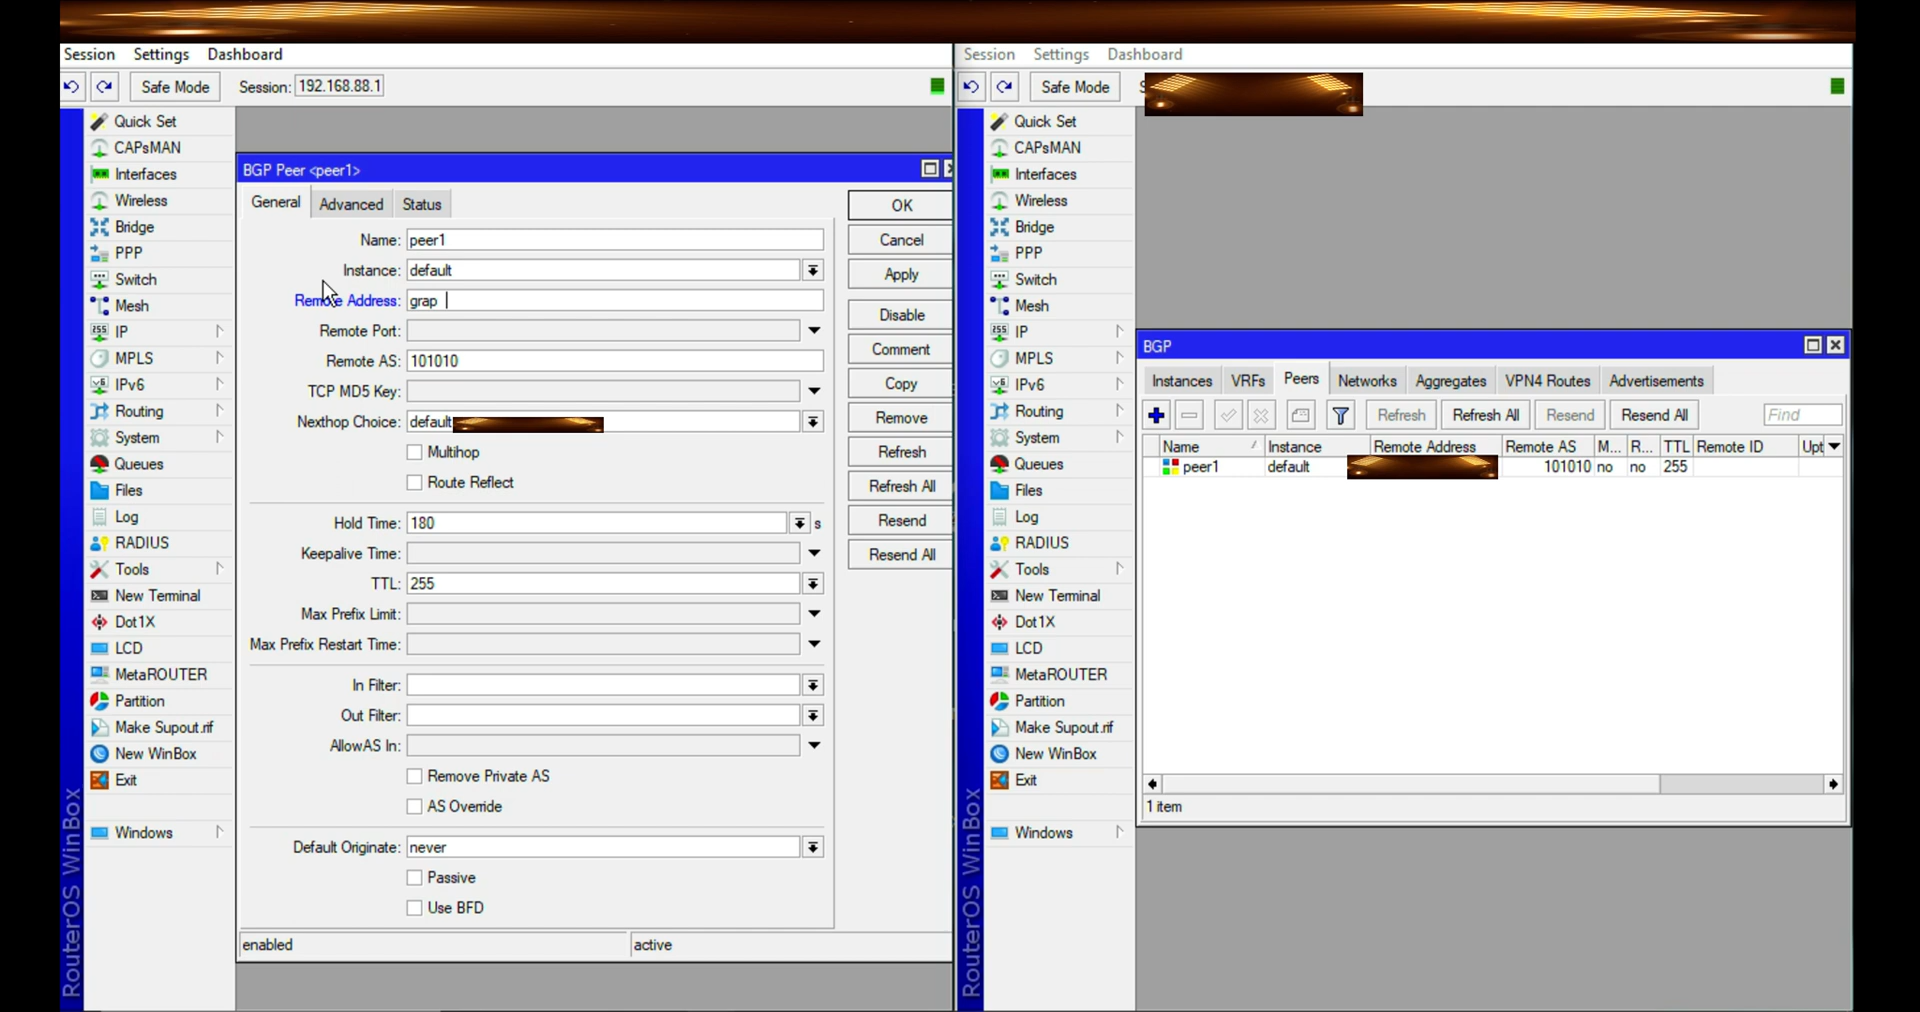 Session Settings Dashboard
Safe Mode Session: 192.168.88.1
Quick Set
CAPsMAN
Interfaces
Wireless
Bridge
PPP
Switch
Mesh
IP
MPLS
IPv6
Routing
System
Queues
Files
Log
RADIUS
Tools
New Terminal
Dot1X
LCD
MetaROUTER
Partition
Make Supout.rif
New WinBox
Exit
Windows
RouterOS WinBox
BGP Peer <peer1>
General Advanced Status
Name: peer1
Instance: default
Remote Address: grap
Remote Port:
Remote AS: 101010
TCP MD5 Key:
Nexthop Choice: default
Multihop
Route Reflect
Hold Time: 180 s
Keepalive Time:
TTL: 255
Max Prefix Limit:
Max Prefix Restart Time:
In Filter:
Out Filter:
AllowAS In:
Remove Private AS
AS Override
Default Originate: never
Passive
Use BFD
enabled active
OK
Cancel
Apply
Disable
Comment
Copy
Remove
Refresh
Refresh All
Resend
Resend All
Session Settings Dashboard
Safe Mode
Quick Set
CAPsMAN
Interfaces
Wireless
Bridge
PPP
Switch
Mesh
IP
MPLS
IPv6
Routing
System
Queues
Files
Log
RADIUS
Tools
New Terminal
Dot1X
LCD
MetaROUTER
Partition
Make Supout.rif
New WinBox
Exit
Windows
RouterOS WinBox
BGP
Instances VRFs Peers Networks Aggregates VPN4 Routes Advertisements
Refresh Refresh All Resend Resend All Find
Name Instance Remote Address Remote AS M... R... TTL Remote ID Upt
peer1 default 101010 no no 255
1 item